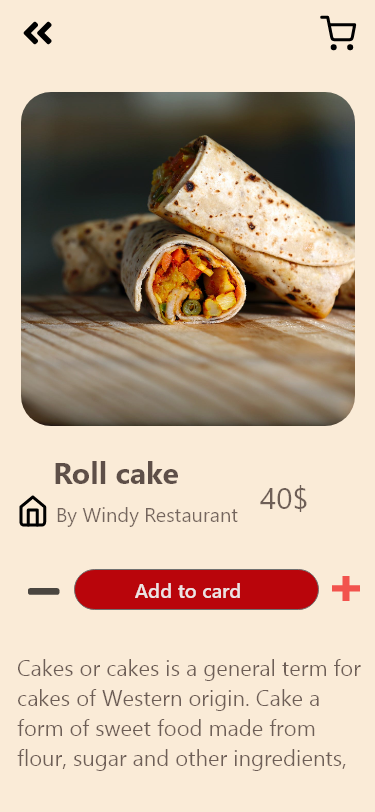 Roll cake
40$
By Windy Restaurant
Add to card
Cakes or cakes is a general term for
cakes of Western origin. Cake a
form of sweet food made from
flour, sugar and other ingredients,